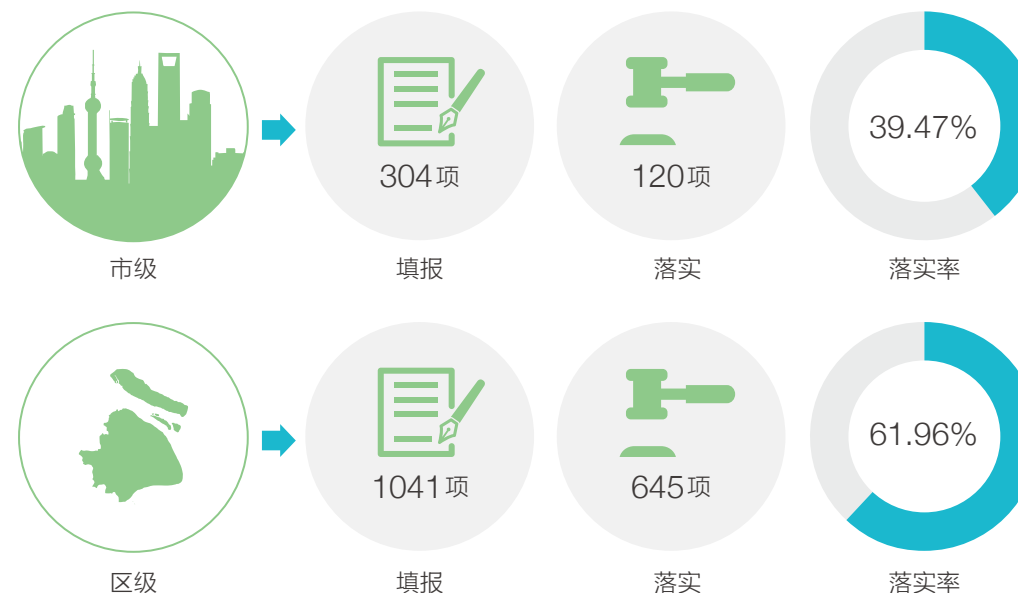 304项
120项
39.47%
市级
填报
落实
落实率
1041项
645项
61.96%
区级
填报
落实
落实率